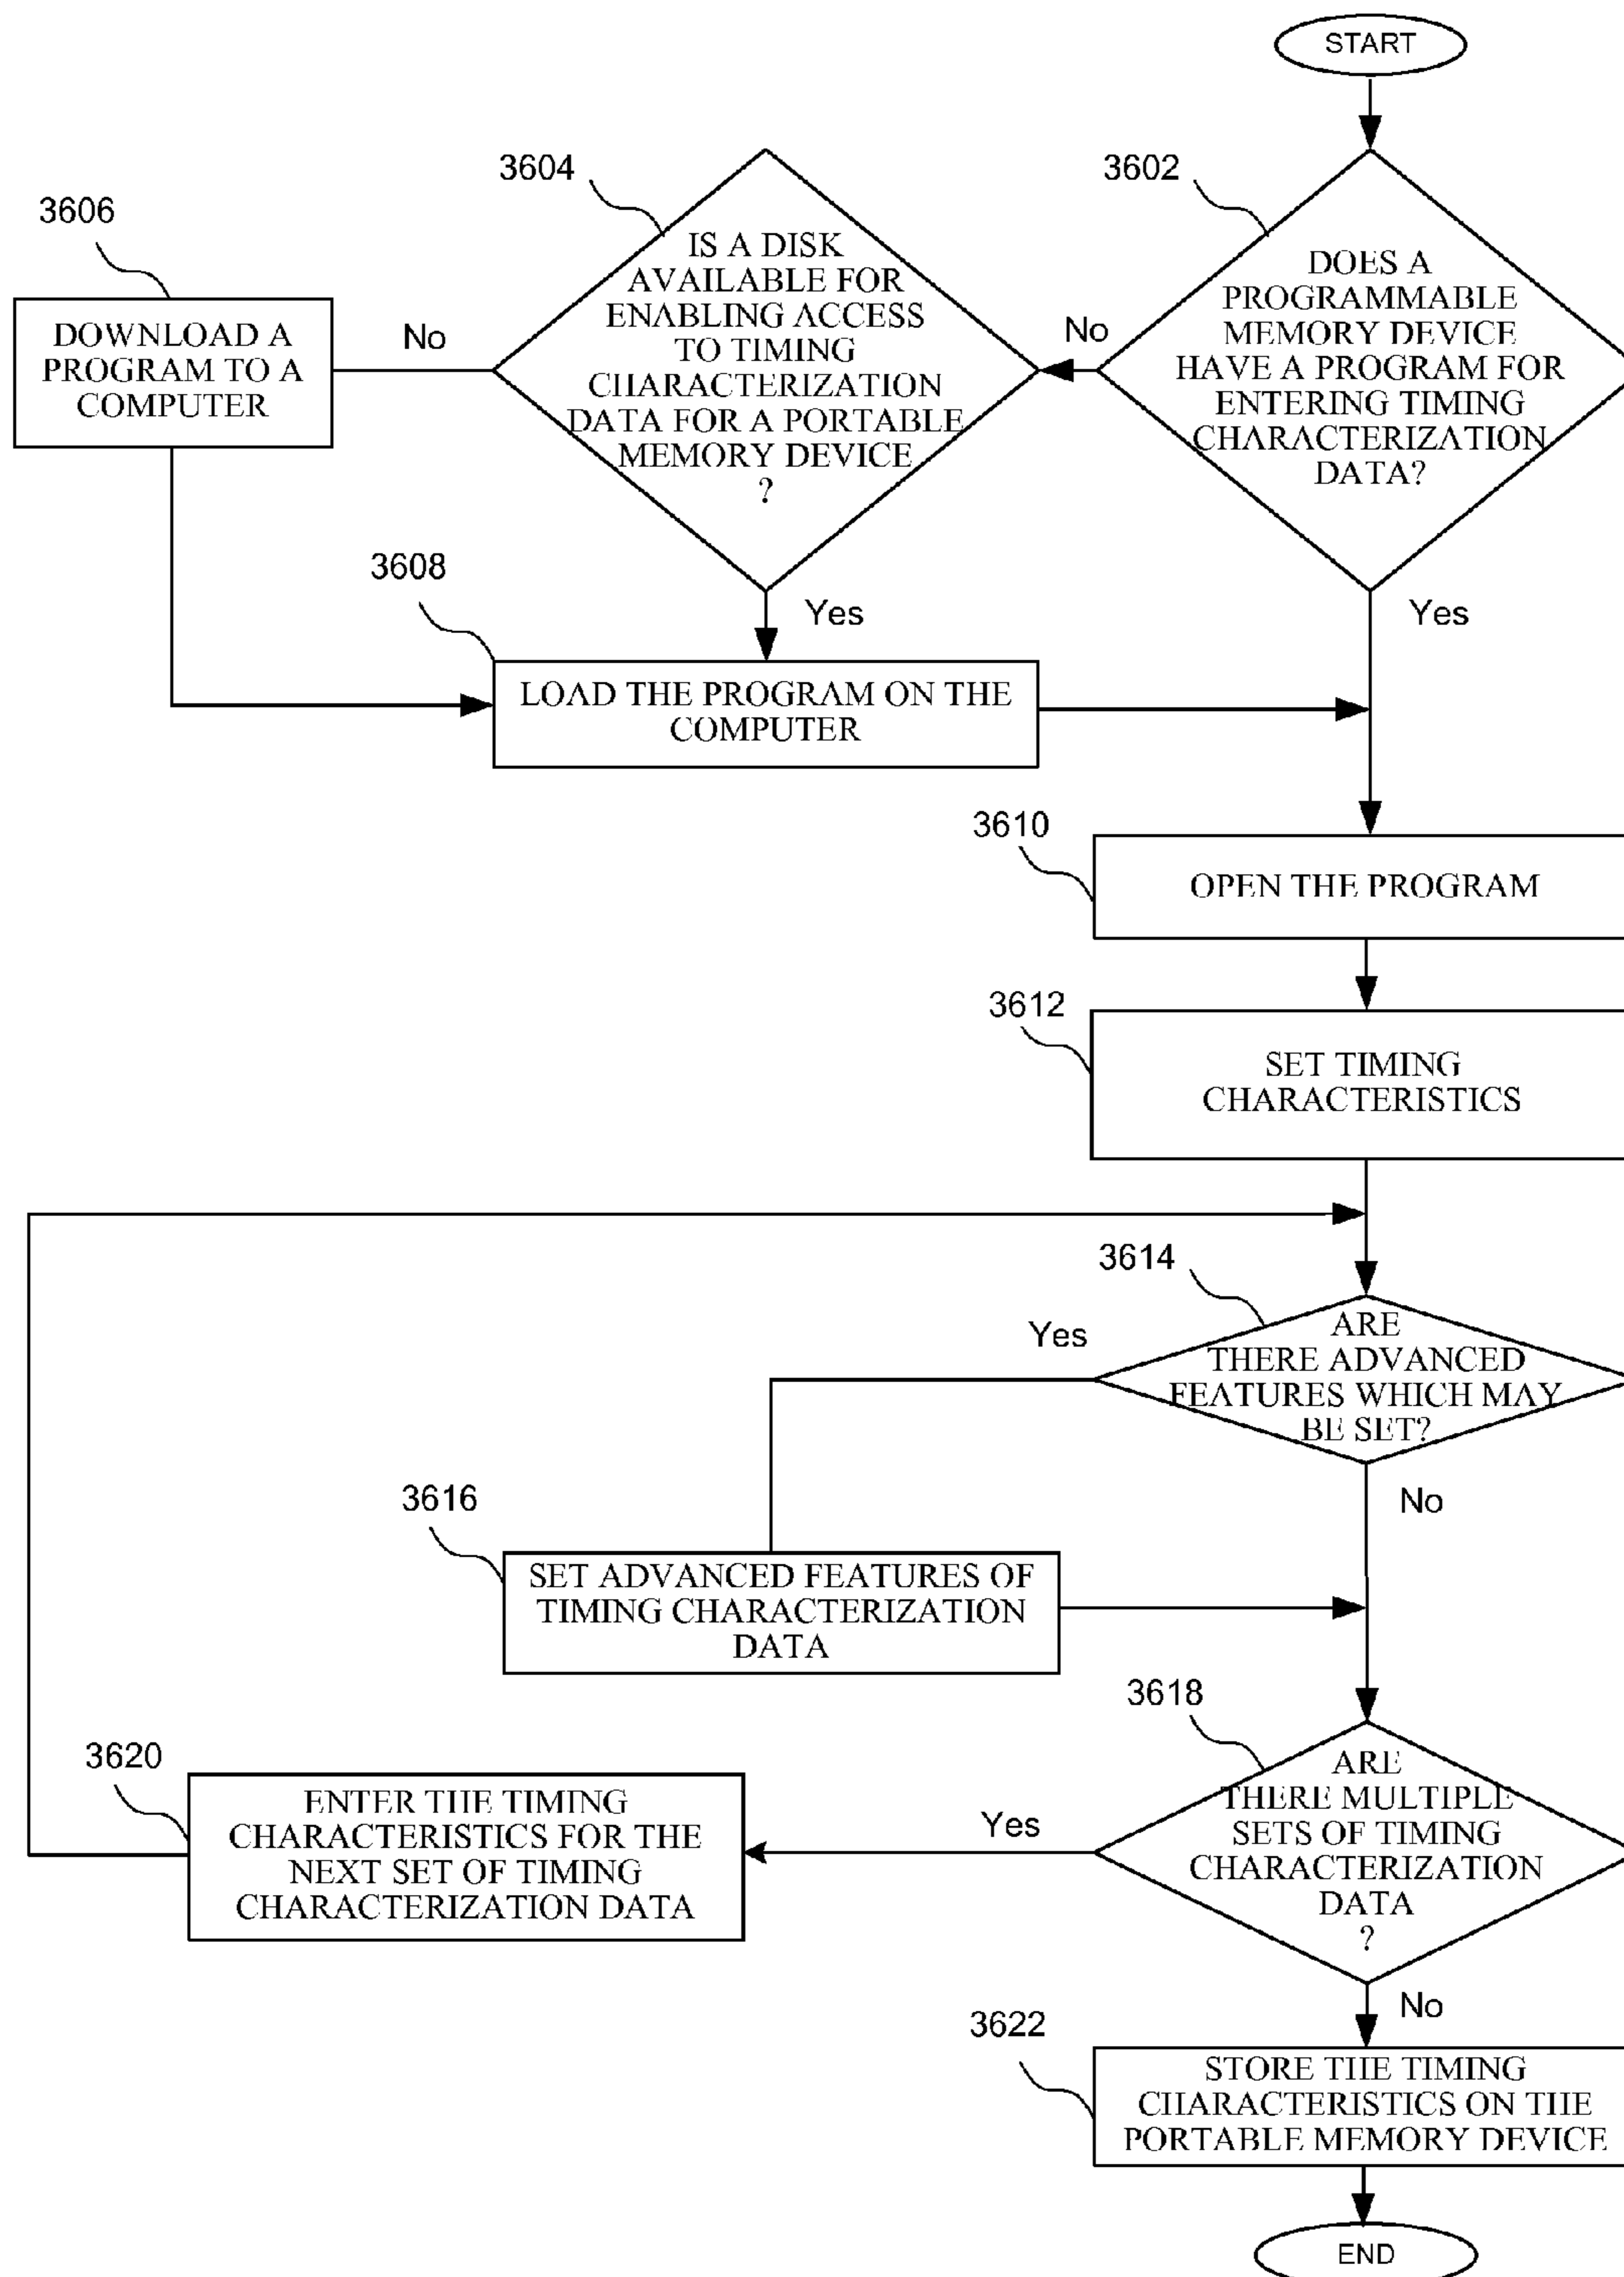 START
3602
DOES A
PROGRAMMABLE
MEMORY DEVICE
HAVE A PROGRAM FOR
ENTERING TIMING
CHARACTERIZATION
DATA?
No
Yes
3604
IS A DISK
AVAILABLE FOR
ENABLING ACCESS
TO TIMING
CHARACTERIZATION
DATA FOR A PORTABLE
MEMORY DEVICE
?
No
Yes
3606
DOWNLOAD A
PROGRAM TO A
COMPUTER
3608
LOAD THE PROGRAM ON THE
COMPUTER
3610
OPEN THE PROGRAM
3612
SET TIMING
CHARACTERISTICS
3614
ARE
THERE ADVANCED
FEATURES WHICH MAY
BE SET?
Yes
No
3616
SET ADVANCED FEATURES OF
TIMING CHARACTERIZATION
DATA
3618
ARE
THERE MULTIPLE
SETS OF TIMING
CHARACTERIZATION
DATA
?
Yes
No
3620
ENTER THE TIMING
CHARACTERISTICS FOR THE
NEXT SET OF TIMING
CHARACTERIZATION DATA
3622
STORE THE TIMING
CHARACTERISTICS ON THE
PORTABLE MEMORY DEVICE
END